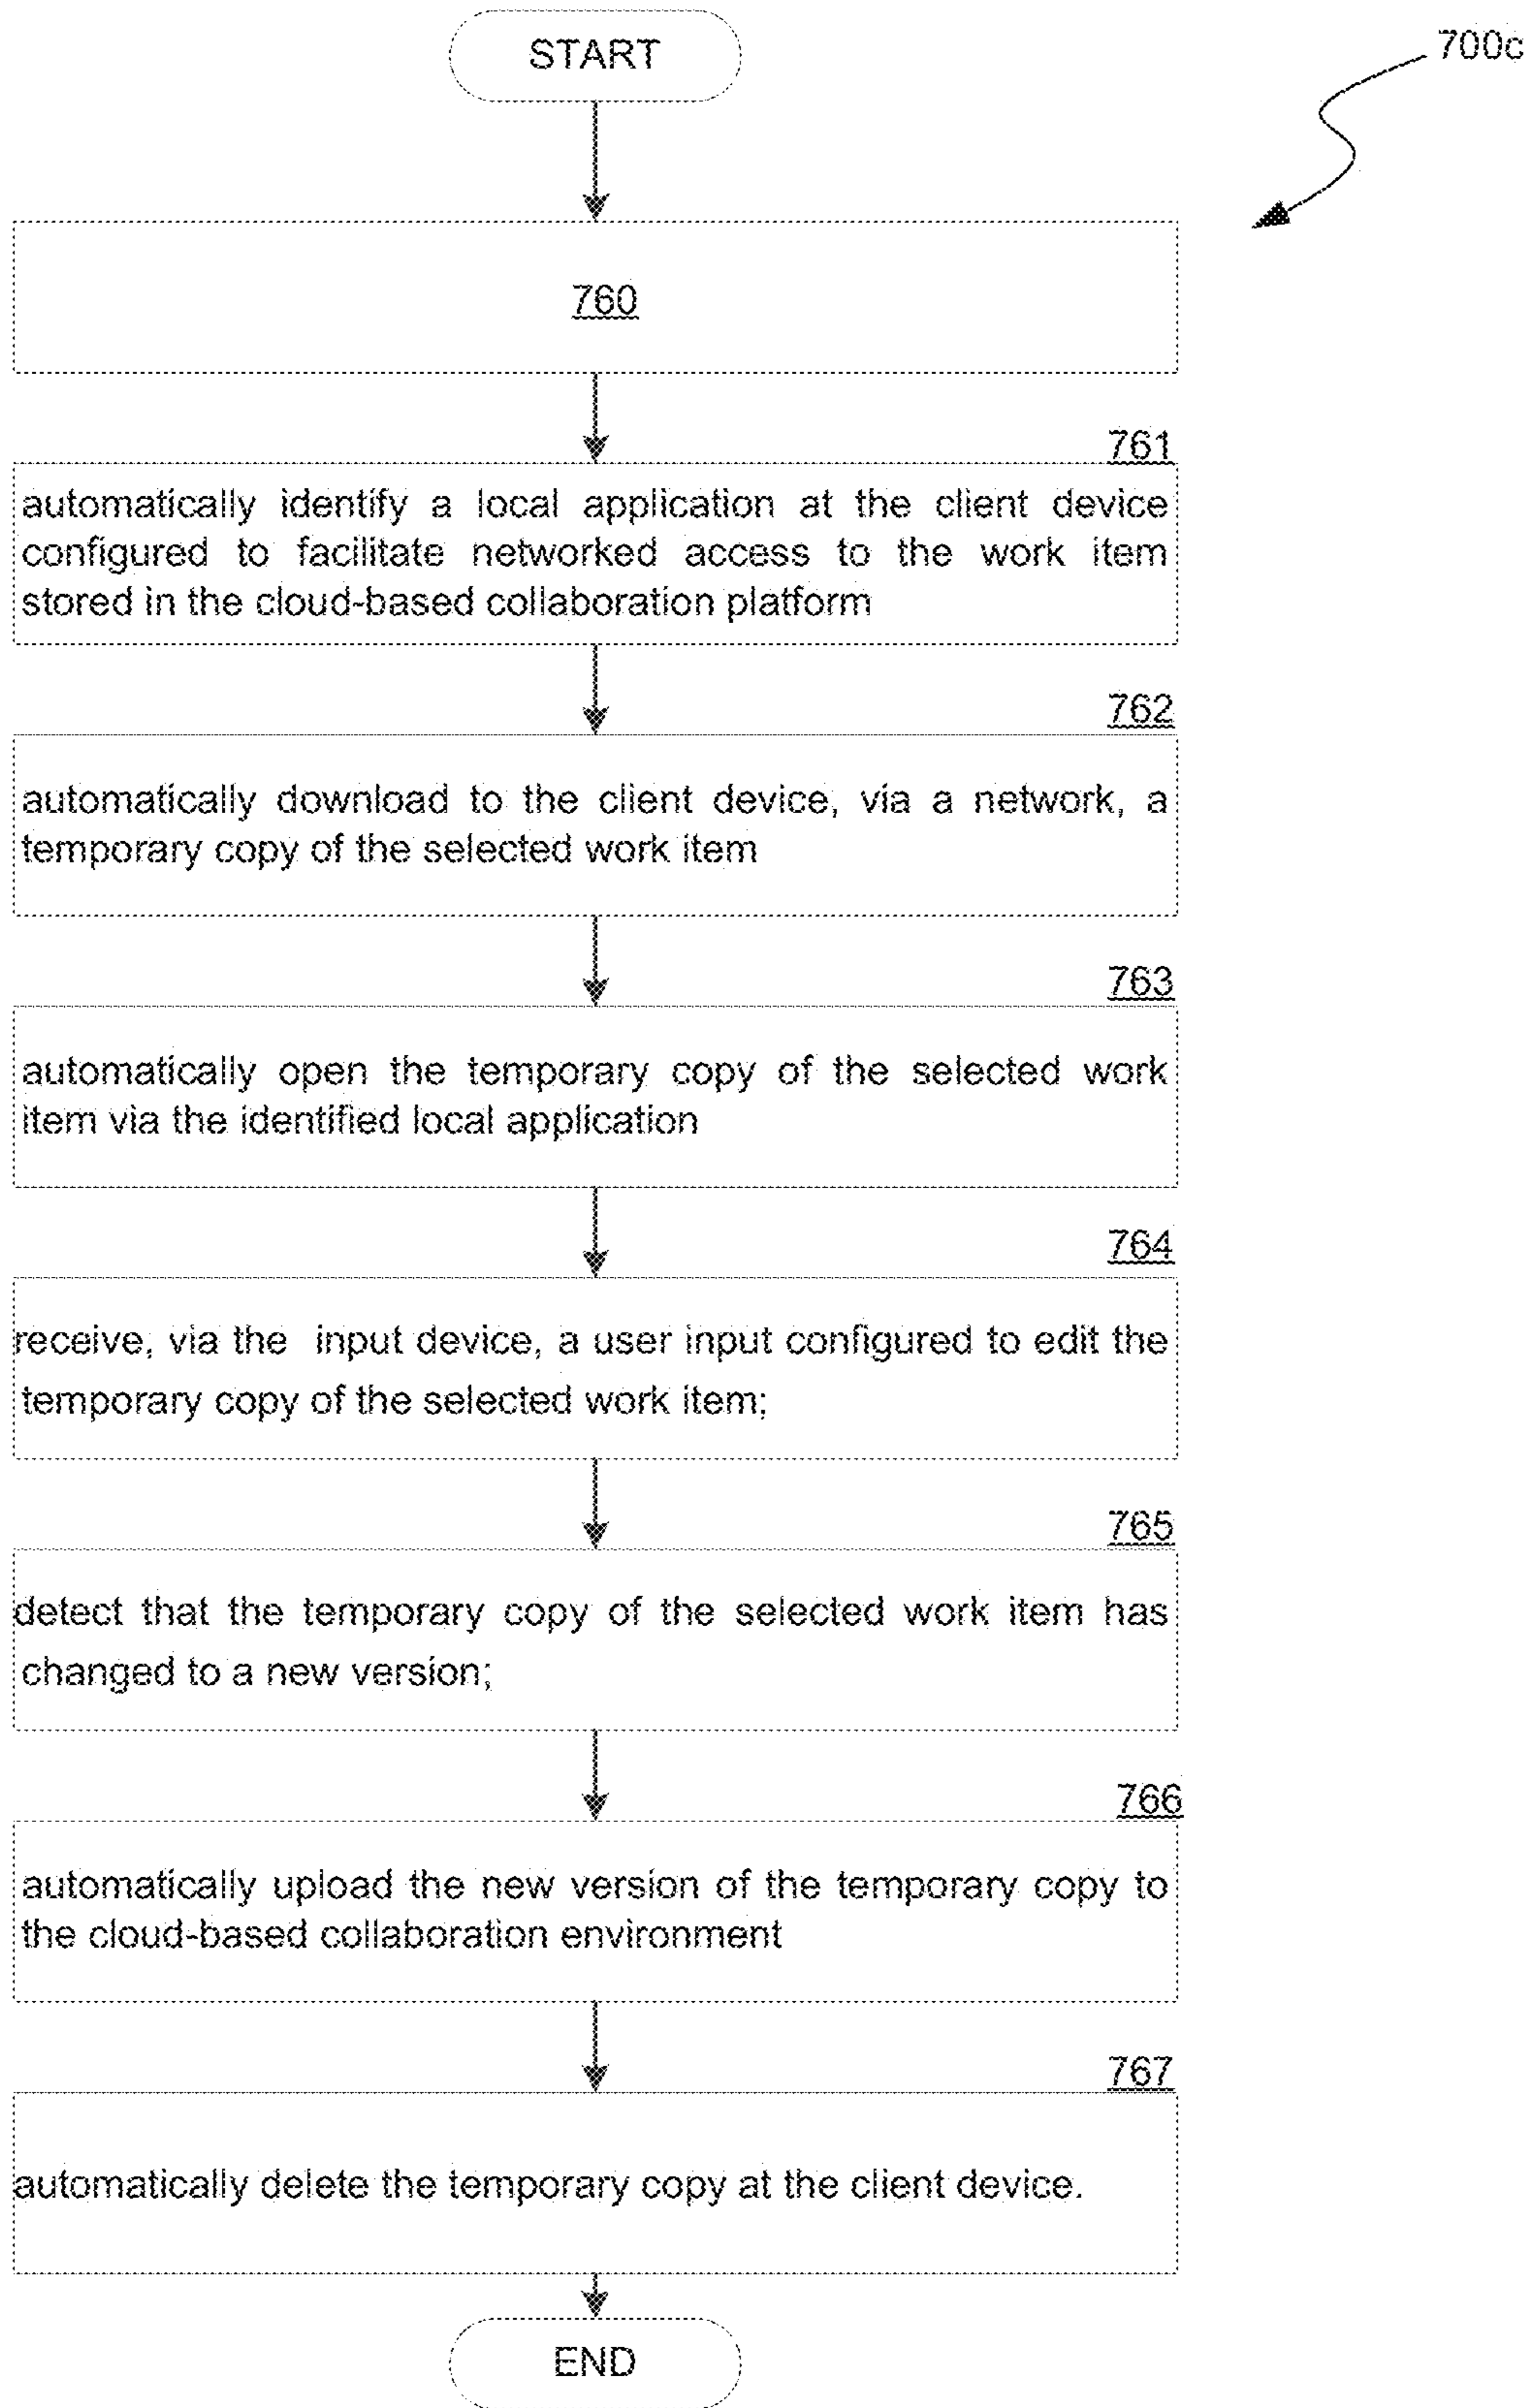 START
700c
760
761
automatically identify a local application at the client device
configured to facilitate networked access to the work item
stored in the cloud-based collaboration platform
762
automatically download to the client device, via a network, a
temporary copy of the selected work item
763
automatically open the temporary copy of the selected work
item via the identified local application
764
receive, via the input device, a user input configured to edit the
temporary copy of the selected work item;
765
detect that the temporary copy of the selected work item has
changed to a new version;
766
automatically upload the new version of the temporary copy to
the cloud-based collaboration environment
767
automatically delete the temporary copy at the client device.
END